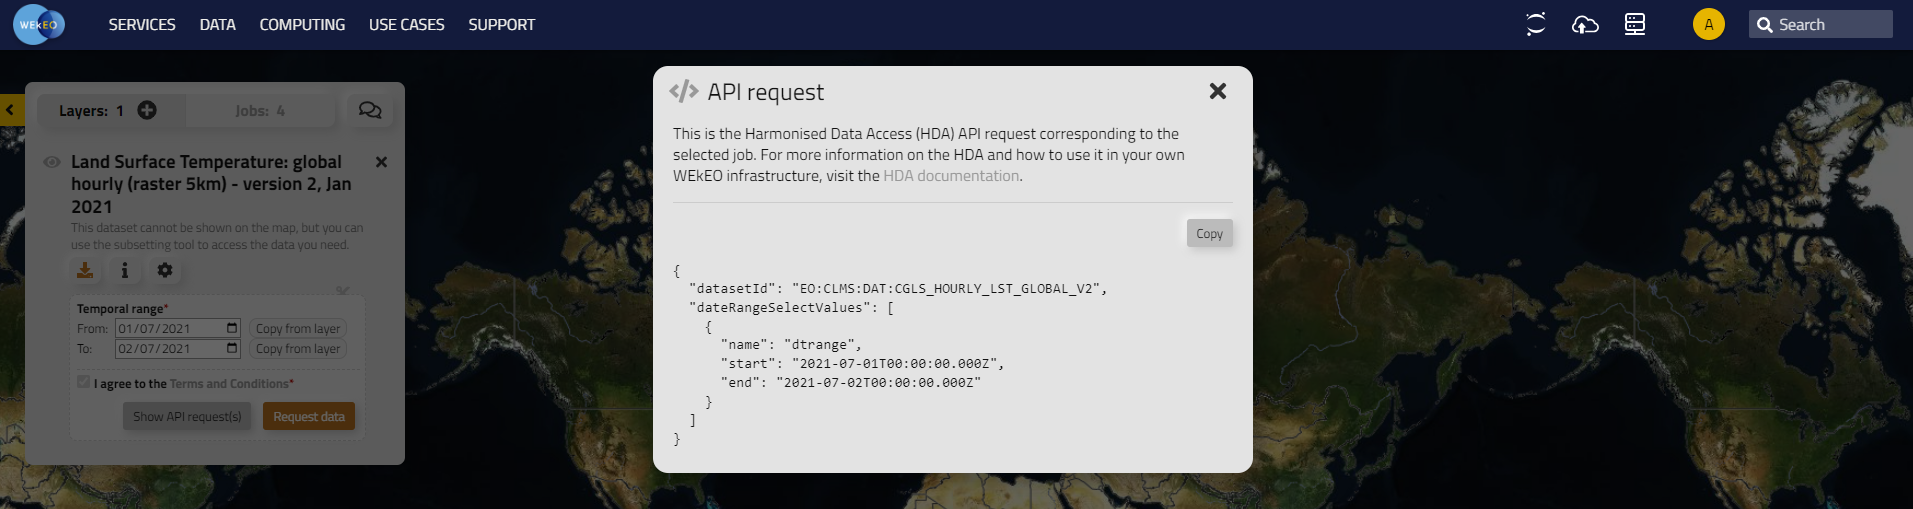 WEkEO
SERVICES DATA COMPUTING USE CASES SUPPORT
A
Search
Layers: 1
Jobs: 4
Land Surface Temperature: global
hourly (raster 5km) - version 2, Jan
2021
This dataset cannot be shown on the map, but you can
use the subsetting tool to access the data you need.
Temporal range*
From: 01/07/2021 Copy from layer
To: 02/07/2021 Copy from layer
I agree to the Terms and Conditions*
Show API request(s) Request data
</> API request
This is the Harmonised Data Access (HDA) API request corresponding to the
selected job. For more information on the HDA and how to use it in your own
WEkEO infrastructure, visit the HDA documentation.
Copy
{
"datasetId": "EO:CLMS:DAT:CGLS_HOURLY_LST_GLOBAL_V2",
"dateRangeSelectValues": [
{
"name": "dtrange",
"start": "2021-07-01T00:00:00.000Z",
"end": "2021-07-02T00:00:00.000Z"
}
]
}